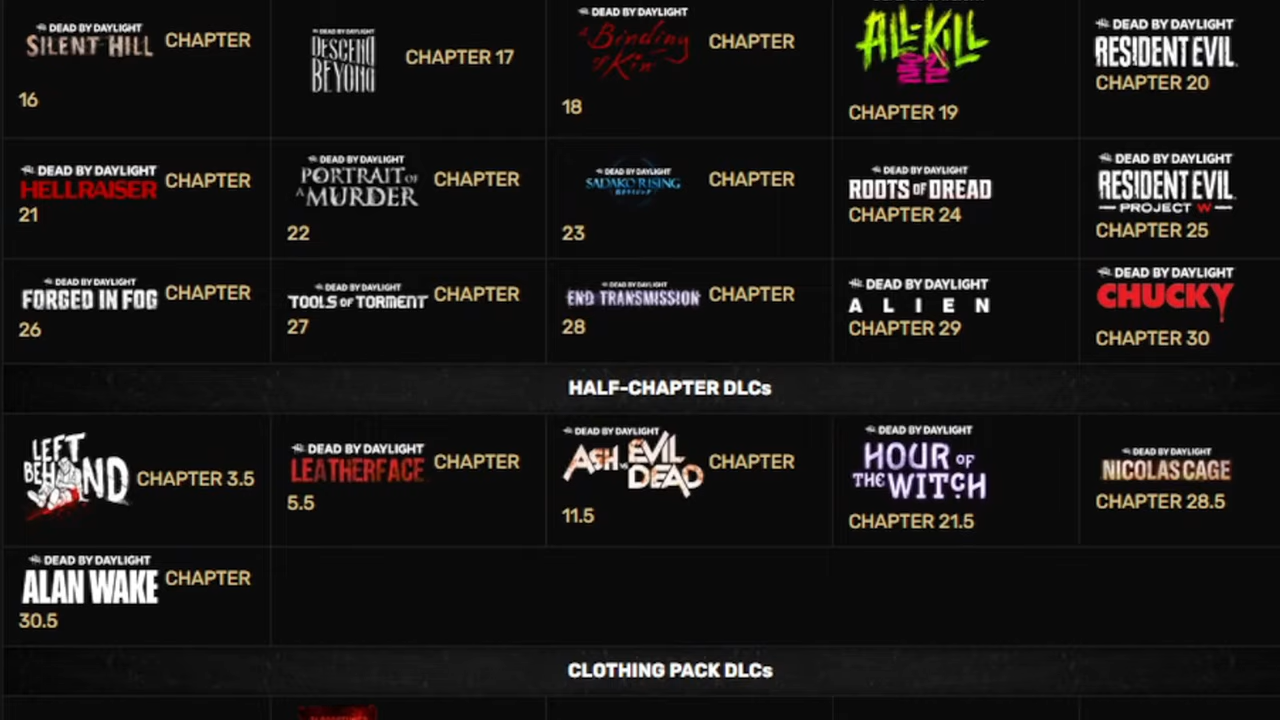 DEAD BY DAYLIGHT
SILENT HILL
CHAPTER
16
DEAD BY DAYLIGHT
DESCEND
BEYOND
CHAPTER 17
DEAD BY DAYLIGHT
a Binding
of Kin
CHAPTER
18
ALL-KILL
올킬
CHAPTER 19
DEAD BY DAYLIGHT
RESIDENT EVIL
CHAPTER 20
DEAD BY DAYLIGHT
HELLRAISER
CHAPTER
21
DEAD BY DAYLIGHT
PORTRAIT OF
A MURDER
CHAPTER
22
DEAD BY DAYLIGHT
SADAKO RISING
CHAPTER
23
DEAD BY DAYLIGHT
ROOTS OF DREAD
CHAPTER 24
DEAD BY DAYLIGHT
RESIDENT EVIL
PROJECT W
CHAPTER 25
DEAD BY DAYLIGHT
FORGED IN FOG
CHAPTER
26
DEAD BY DAYLIGHT
TOOLS OF TORMENT
CHAPTER
27
DEAD BY DAYLIGHT
END TRANSMISSION
CHAPTER
28
DEAD BY DAYLIGHT
ALIEN
CHAPTER 29
DEAD BY DAYLIGHT
CHUCKY
CHAPTER 30
HALF-CHAPTER DLCs
LEFT
BEHIND
CHAPTER 3.5
DEAD BY DAYLIGHT
LEATHERFACE
CHAPTER
5.5
DEAD BY DAYLIGHT
ASH VS EVIL
DEAD
CHAPTER
11.5
DEAD BY DAYLIGHT
HOUR OF
THE WITCH
CHAPTER 21.5
DEAD BY DAYLIGHT
NICOLAS CAGE
CHAPTER 28.5
DEAD BY DAYLIGHT
ALAN WAKE
CHAPTER
30.5
CLOTHING PACK DLCs